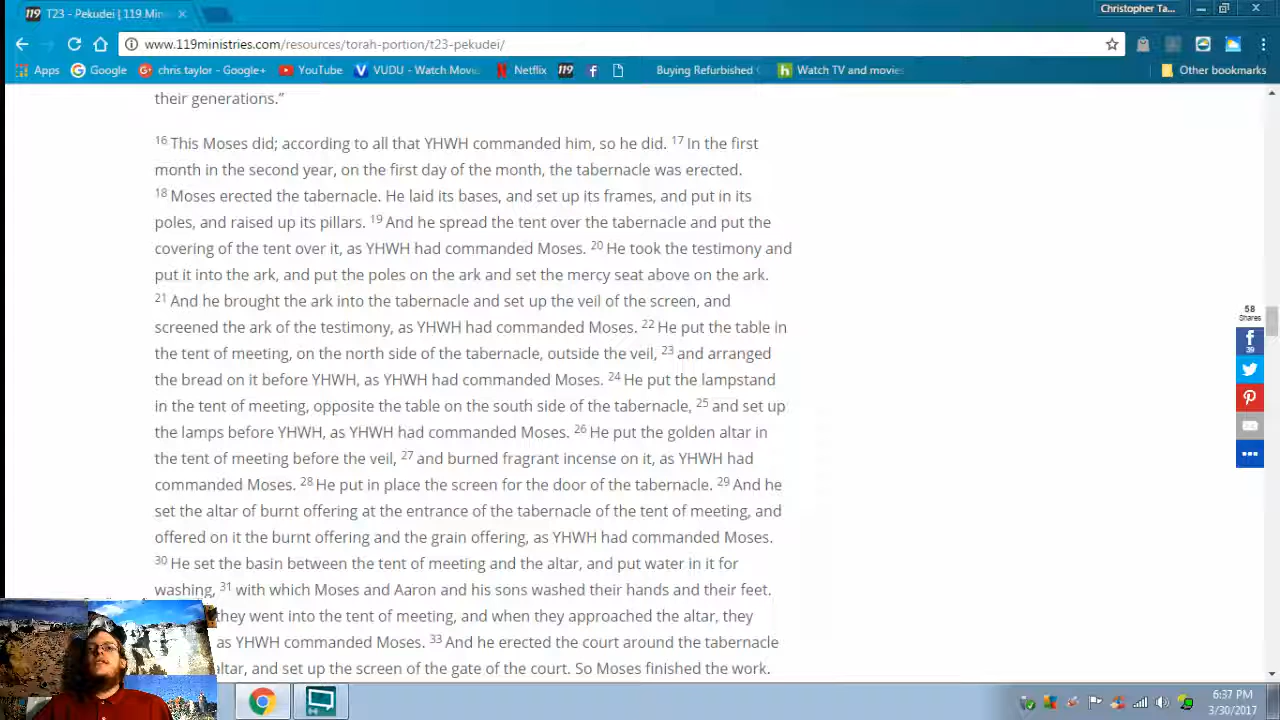 T23 - Pekudei [ 119 Min
Christopher Ta...
www.119ministries.com/resources/torah-portion/t23-pekudei/
Apps Google chris taylor - Google+ YouTube VUDU - Watch Movi Netflix 119 Buying Refurbished Watch TV and movies Other bookmarks
their generations.”
16 This Moses did; according to all that YHWH commanded him, so he did. 17 In the first
month in the second year, on the first day of the month, the tabernacle was erected.
18 Moses erected the tabernacle. He laid its bases, and set up its frames, and put in its
poles, and raised up its pillars. 19 And he spread the tent over the tabernacle and put the
covering of the tent over it, as YHWH had commanded Moses. 20 He took the testimony and
put it into the ark, and put the poles on the ark and set the mercy seat above on the ark.
21 And he brought the ark into the tabernacle and set up the veil of the screen, and
screened the ark of the testimony, as YHWH had commanded Moses. 22 He put the table in
the tent of meeting, on the north side of the tabernacle, outside the veil, 23 and arranged
the bread on it before YHWH, as YHWH had commanded Moses. 24 He put the lampstand
in the tent of meeting, opposite the table on the south side of the tabernacle, 25 and set up
the lamps before YHWH, as YHWH had commanded Moses. 26 He put the golden altar in
the tent of meeting before the veil, 27 and burned fragrant incense on it, as YHWH had
commanded Moses. 28 He put in place the screen for the door of the tabernacle. 29 And he
set the altar of burnt offering at the entrance of the tabernacle of the tent of meeting, and
offered on it the burnt offering and the grain offering, as YHWH had commanded Moses.
30 He set the basin between the tent of meeting and the altar, and put water in it for
washing, 31 with which Moses and Aaron and his sons washed their hands and their feet.
they went into the tent of meeting, and when they approached the altar, they
as YHWH commanded Moses. 33 And he erected the court around the tabernacle
altar, and set up the screen of the gate of the court. So Moses finished the work.
58
Shares
39
6:37 PM
3/30/2017